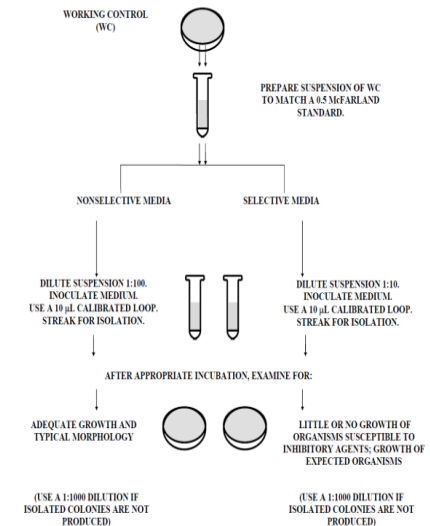 WORKING CONTROL
(WC)
PREPARE SUSPENSION OF WC
TO MATCH A 0.5 McFARLAND
STANDARD.
NONSELECTIVE MEDIA
SELECTIVE MEDIA
DILUTE SUSPENSION 1:100.
INOCULATE MEDIUM.
USE A 10 µL CALIBRATED LOOP.
STREAK FOR ISOLATION.
DILUTE SUSPENSION 1:10.
INOCULATE MEDIUM.
USE A 10 µL CALIBRATED LOOP.
STREAK FOR ISOLATION.
AFTER APPROPRIATE INCUBATION, EXAMINE FOR:
ADEQUATE GROWTH AND
TYPICAL MORPHOLOGY
LITTLE OR NO GROWTH OF
ORGANISMS SUSCEPTIBLE TO
INHIBITORY AGENTS; GROWTH OF
EXPECTED ORGANISMS
(USE A 1:1000 DILUTION IF
ISOLATED COLONIES ARE NOT
PRODUCED)
(USE A 1:1000 DILUTION IF
ISOLATED COLONIES ARE NOT
PRODUCED)